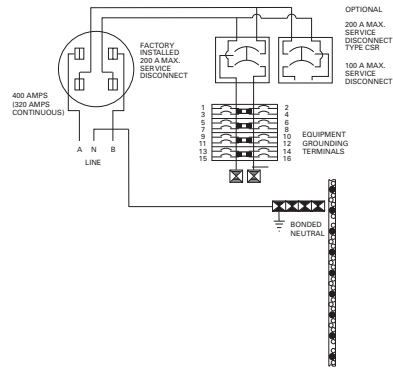 OPTIONAL
200 A MAX.
SERVICE
DISCONNECT
TYPE CSR
100 A MAX.
SERVICE
DISCONNECT
FACTORY
INSTALLED
200 A MAX.
SERVICE
DISCONNECT
400 AMPS
(320 AMPS
CONTINUOUS)
A N B
LINE
1 2
3 4
5 6
7 8
9 10
11 12
13 14
15 16
EQUIPMENT
GROUNDING
TERMINALS
BONDED
NEUTRAL